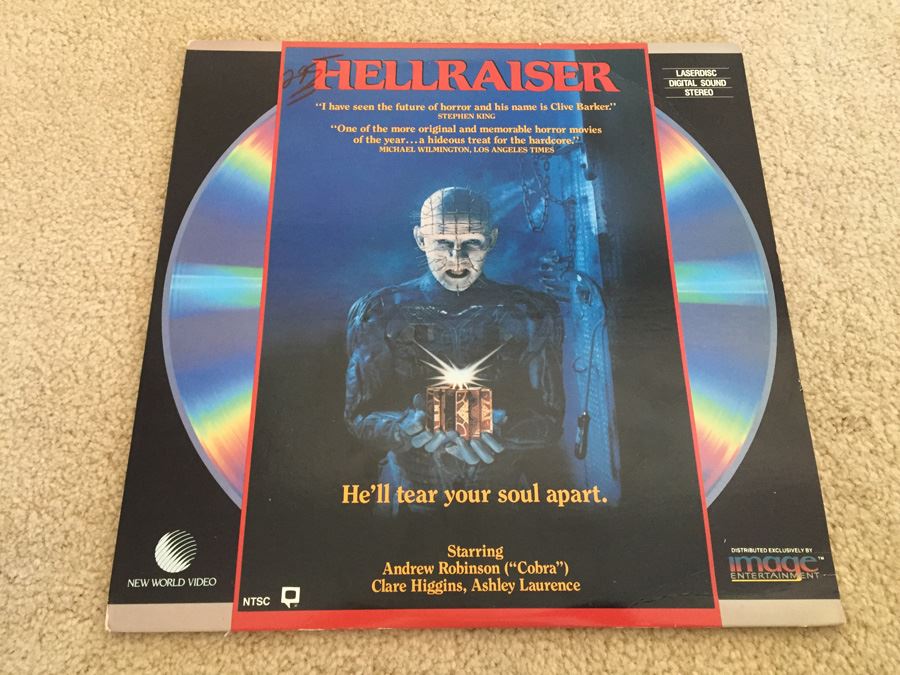 HELLRAISER
"I have seen the future of horror and his name is Clive Barker."
STEPHEN KING
"One of the more original and memorable horror movies
of the year...a hideous treat for the hardcore."
MICHAEL WILMINGTON, LOS ANGELES TIMES
LASERDISC
DIGITAL SOUND
STEREO
He'll tear your soul apart.
Starring
Andrew Robinson ("Cobra")
Clare Higgins, Ashley Laurence
NEW WORLD VIDEO
NTSC
DISTRIBUTED EXCLUSIVELY BY
image™
ENTERTAINMENT